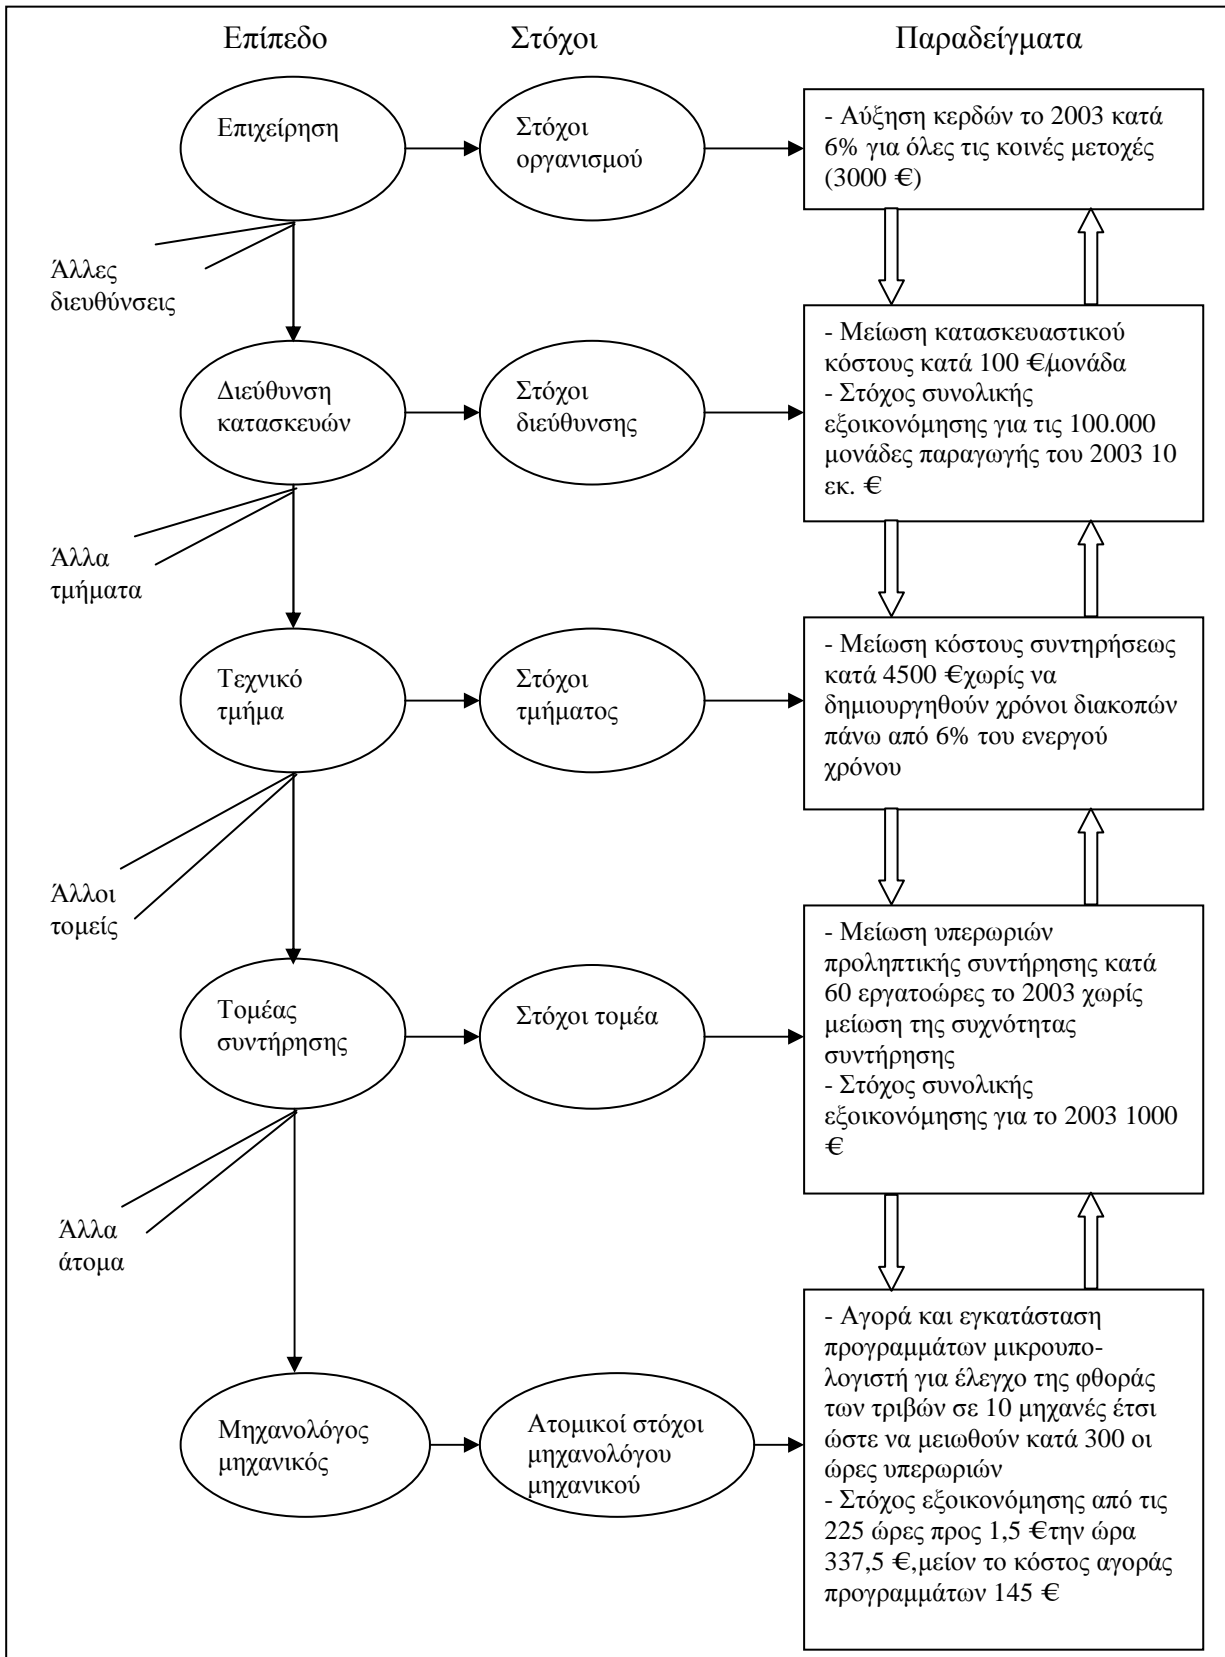 Επίπεδο Στόχοι Παραδείγματα
Επιχείρηση
Στόχοι
οργανισμού
- Αύξηση κερδών το 2003 κατά
6% για όλες τις κοινές μετοχές
(3000 €)
Άλλες
διευθύνσεις
Διεύθυνση
κατασκευών
Στόχοι
διεύθυνσης
- Μείωση κατασκευαστικού
κόστους κατά 100 €/μονάδα
- Στόχος συνολικής
εξοικονόμησης για τις 100.000
μονάδες παραγωγής του 2003 10
εκ. €
Άλλα
τμήματα
Τεχνικό
τμήμα
Στόχοι
τμήματος
- Μείωση κόστους συντηρήσεως
κατά 4500 €χωρίς να
δημιουργηθούν χρόνοι διακοπών
πάνω από 6% του ενεργού
χρόνου
Άλλοι
τομείς
Τομέας
συντήρησης
Στόχοι τομέα
- Μείωση υπερωριών
προληπτικής συντήρησης κατά
60 εργατοώρες το 2003 χωρίς
μείωση της συχνότητας
συντήρησης
- Στόχος συνολικής
εξοικονόμησης για το 2003 1000
€
Άλλα
άτομα
Μηχανολόγος
μηχανικός
Ατομικοί στόχοι
μηχανολόγου
μηχανικού
- Αγορά και εγκατάσταση
προγραμμάτων μικρουπο-
λογιστή για έλεγχο της φθοράς
των τριβών σε 10 μηχανές έτσι
ώστε να μειωθούν κατά 300 οι
ώρες υπερωριών
- Στόχος εξοικονόμησης από τις
225 ώρες προς 1,5 €την ώρα
337,5 €,μείον το κόστος αγοράς
προγραμμάτων 145 €